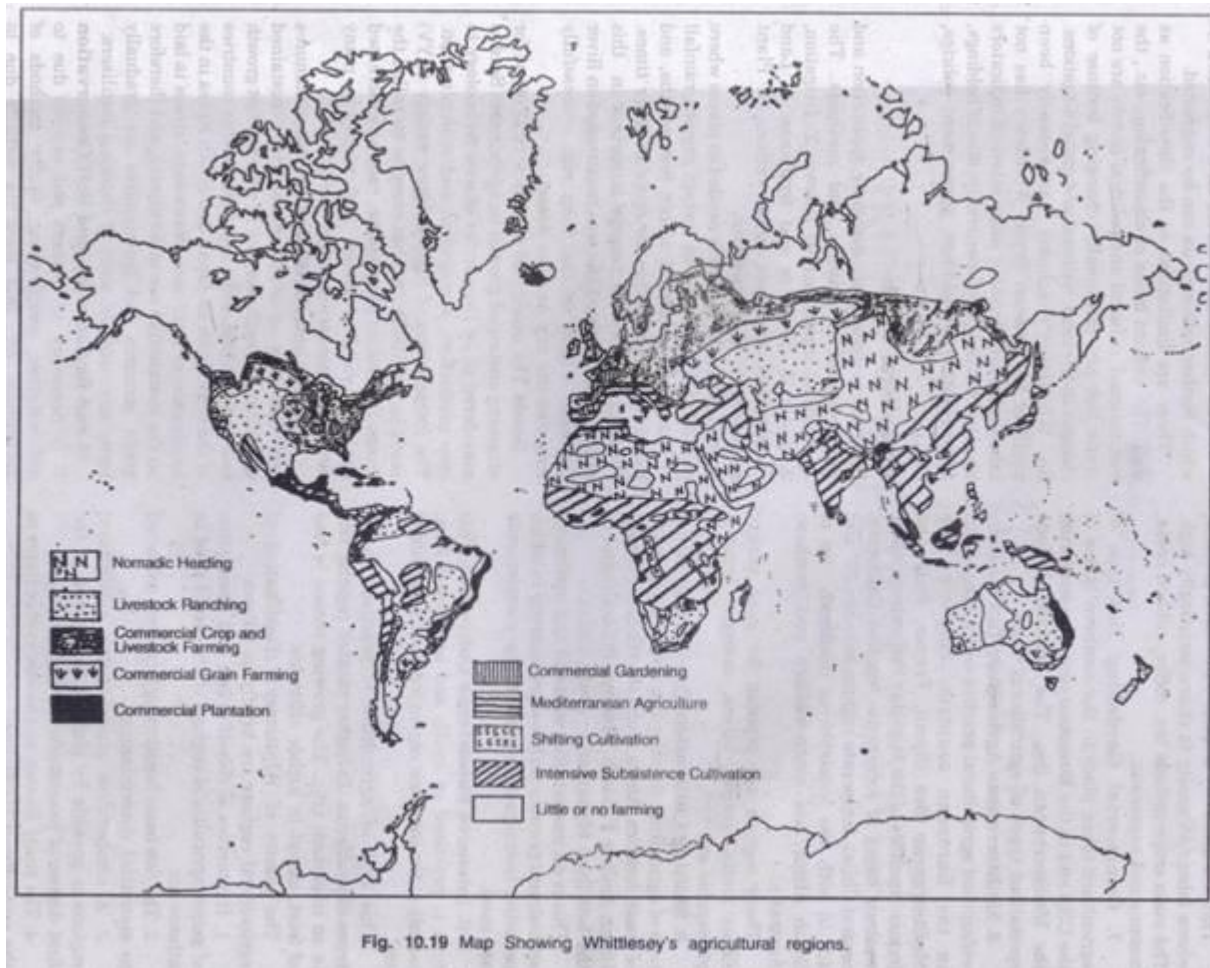 Nomadic Herding
Livestock Ranching
Commercial Crop and
Livestock Farming
Commercial Grain Farming
Commercial Plantation
Commercial Gardening
Mediterranean Agriculture
Shifting Cultivation
Intensive Subsistence Cultivation
Little or no farming
Fig. 10.19 Map Showing Whittlesey's agricultural regions.